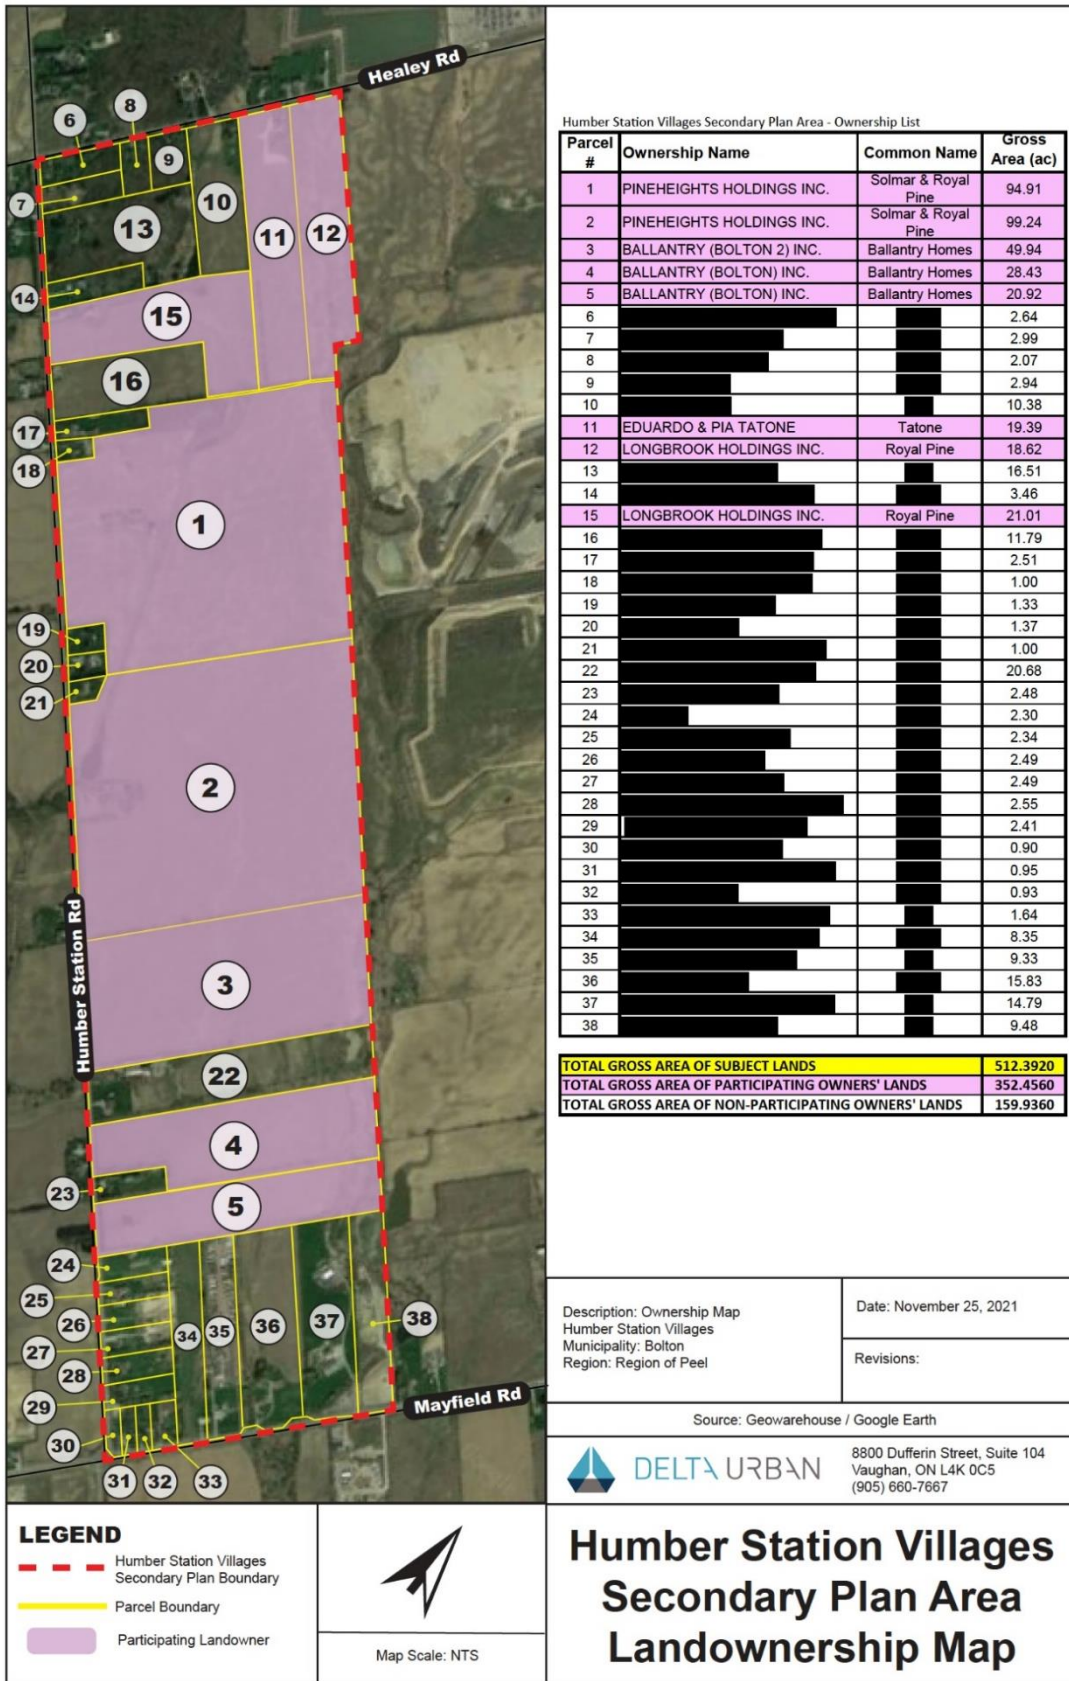 Healey Rd
6
8
9
7
10
13
11
12
14
15
16
17
18
1
19
20
21
2
Humber Station Rd
3
22
4
23
5
24
25
26
27
28
29
30
31
32
33
34
35
36
37
38
Mayfield Rd
Humber Station Villages Secondary Plan Area - Ownership List
Parcel # Ownership Name Common Name Gross Area (ac)
1 PINEHEIGHTS HOLDINGS INC. Solmar & Royal Pine 94.91
2 PINEHEIGHTS HOLDINGS INC. Solmar & Royal Pine 99.24
3 BALLANTRY (BOLTON 2) INC. Ballantry Homes 49.94
4 BALLANTRY (BOLTON) INC. Ballantry Homes 28.43
5 BALLANTRY (BOLTON) INC. Ballantry Homes 20.92
6 2.64
7 2.99
8 2.07
9 2.94
10 10.38
11 EDUARDO & PIA TATONE Tatone 19.39
12 LONGBROOK HOLDINGS INC. Royal Pine 18.62
13 16.51
14 3.46
15 LONGBROOK HOLDINGS INC. Royal Pine 21.01
16 11.79
17 2.51
18 1.00
19 1.33
20 1.37
21 1.00
22 20.68
23 2.48
24 2.30
25 2.34
26 2.49
27 2.49
28 2.55
29 2.41
30 0.90
31 0.95
32 0.93
33 1.64
34 8.35
35 9.33
36 15.83
37 14.79
38 9.48
TOTAL GROSS AREA OF SUBJECT LANDS 512.3920
TOTAL GROSS AREA OF PARTICIPATING OWNERS' LANDS 352.4560
TOTAL GROSS AREA OF NON-PARTICIPATING OWNERS' LANDS 159.9360
Description: Ownership Map
Humber Station Villages
Municipality: Bolton
Region: Region of Peel
Date: November 25, 2021
Revisions:
Source: Geowarehouse / Google Earth
DELTA URBAN
8800 Dufferin Street, Suite 104
Vaughan, ON L4K 0C5
(905) 660-7667
LEGEND
Humber Station Villages
Secondary Plan Boundary
Parcel Boundary
Participating Landowner
Map Scale: NTS
Humber Station Villages
Secondary Plan Area
Landownership Map